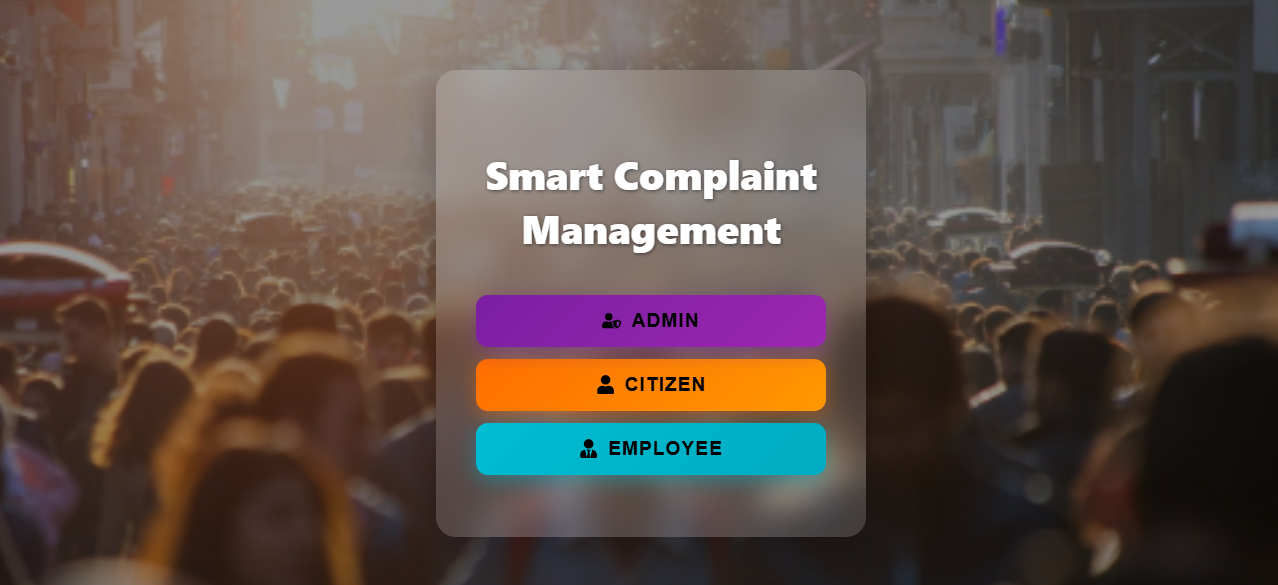 Smart Complaint
Management
ADMIN
CITIZEN
EMPLOYEE